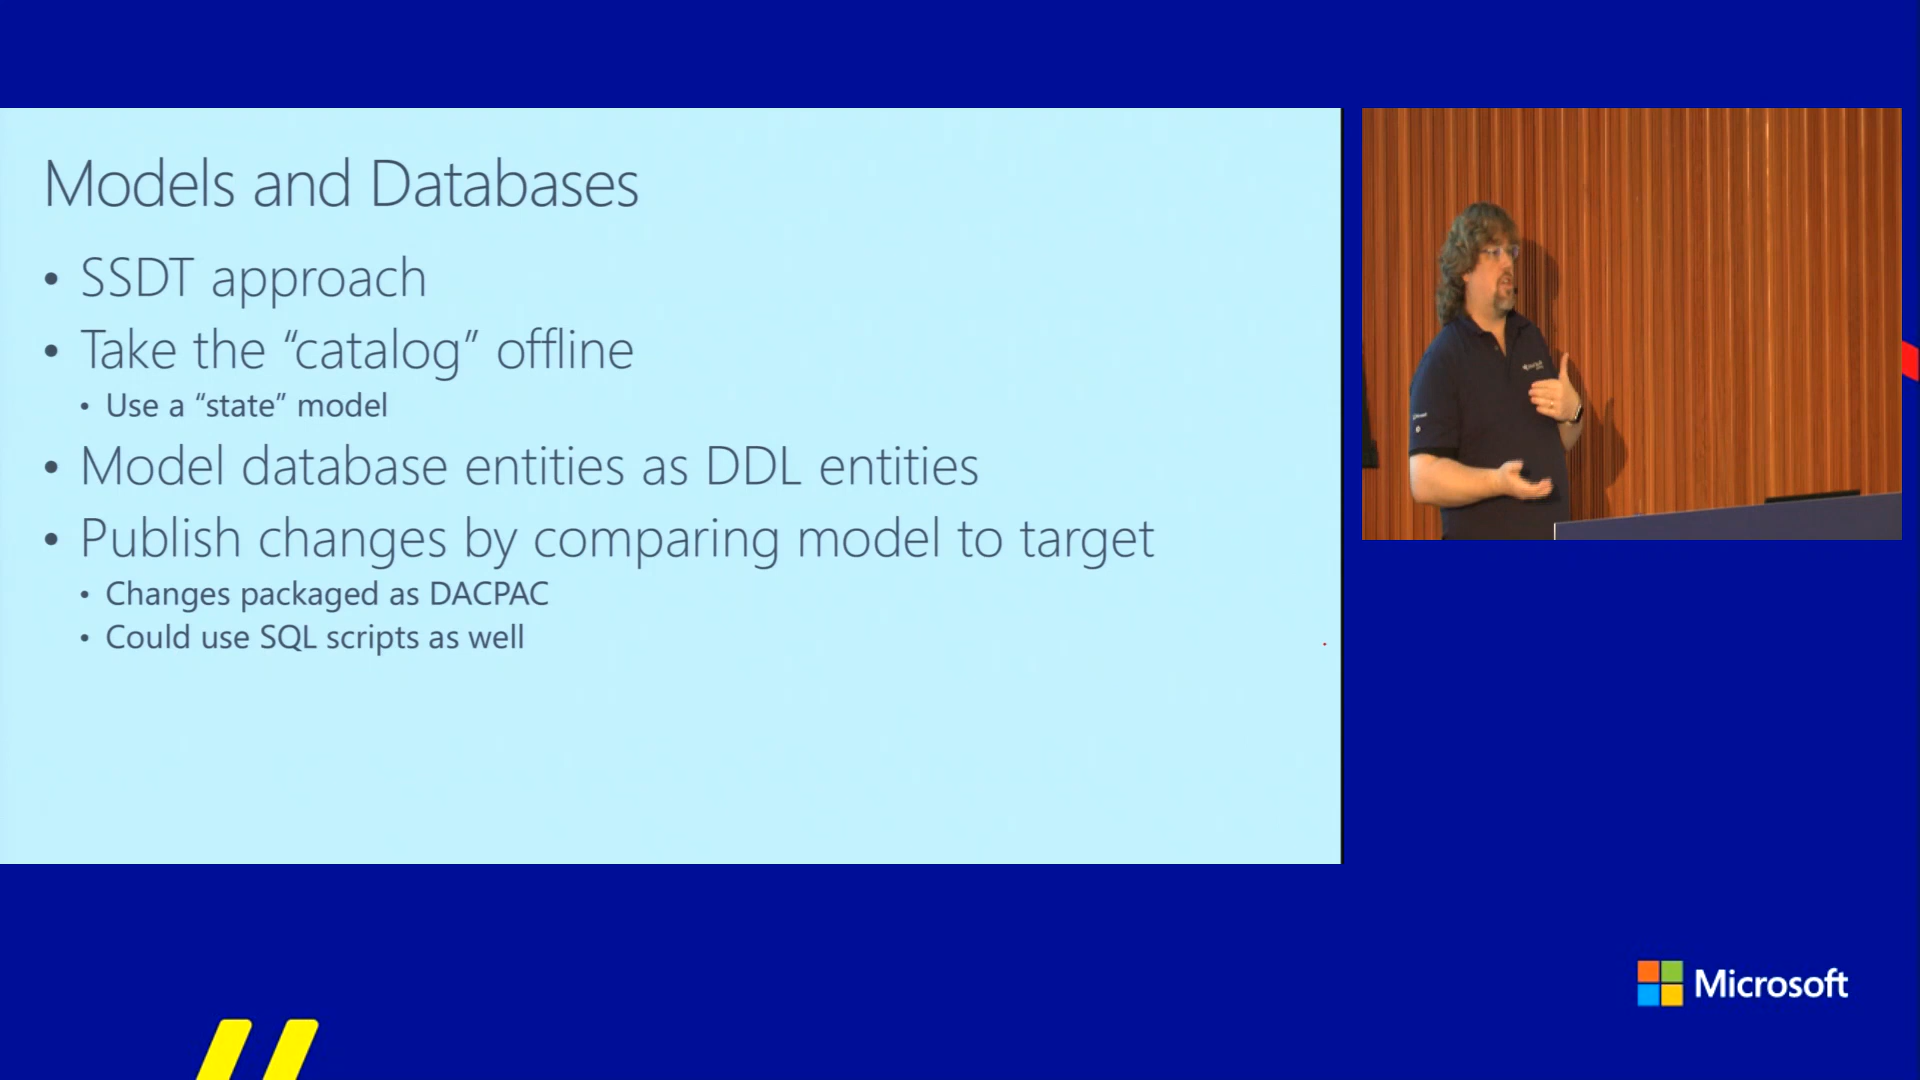 Models and Databases
• SSDT approach
• Take the “catalog” offline
• Use a “state” model
• Model database entities as DDL entities
• Publish changes by comparing model to target
• Changes packaged as DACPAC
• Could use SQL scripts as well
Microsoft